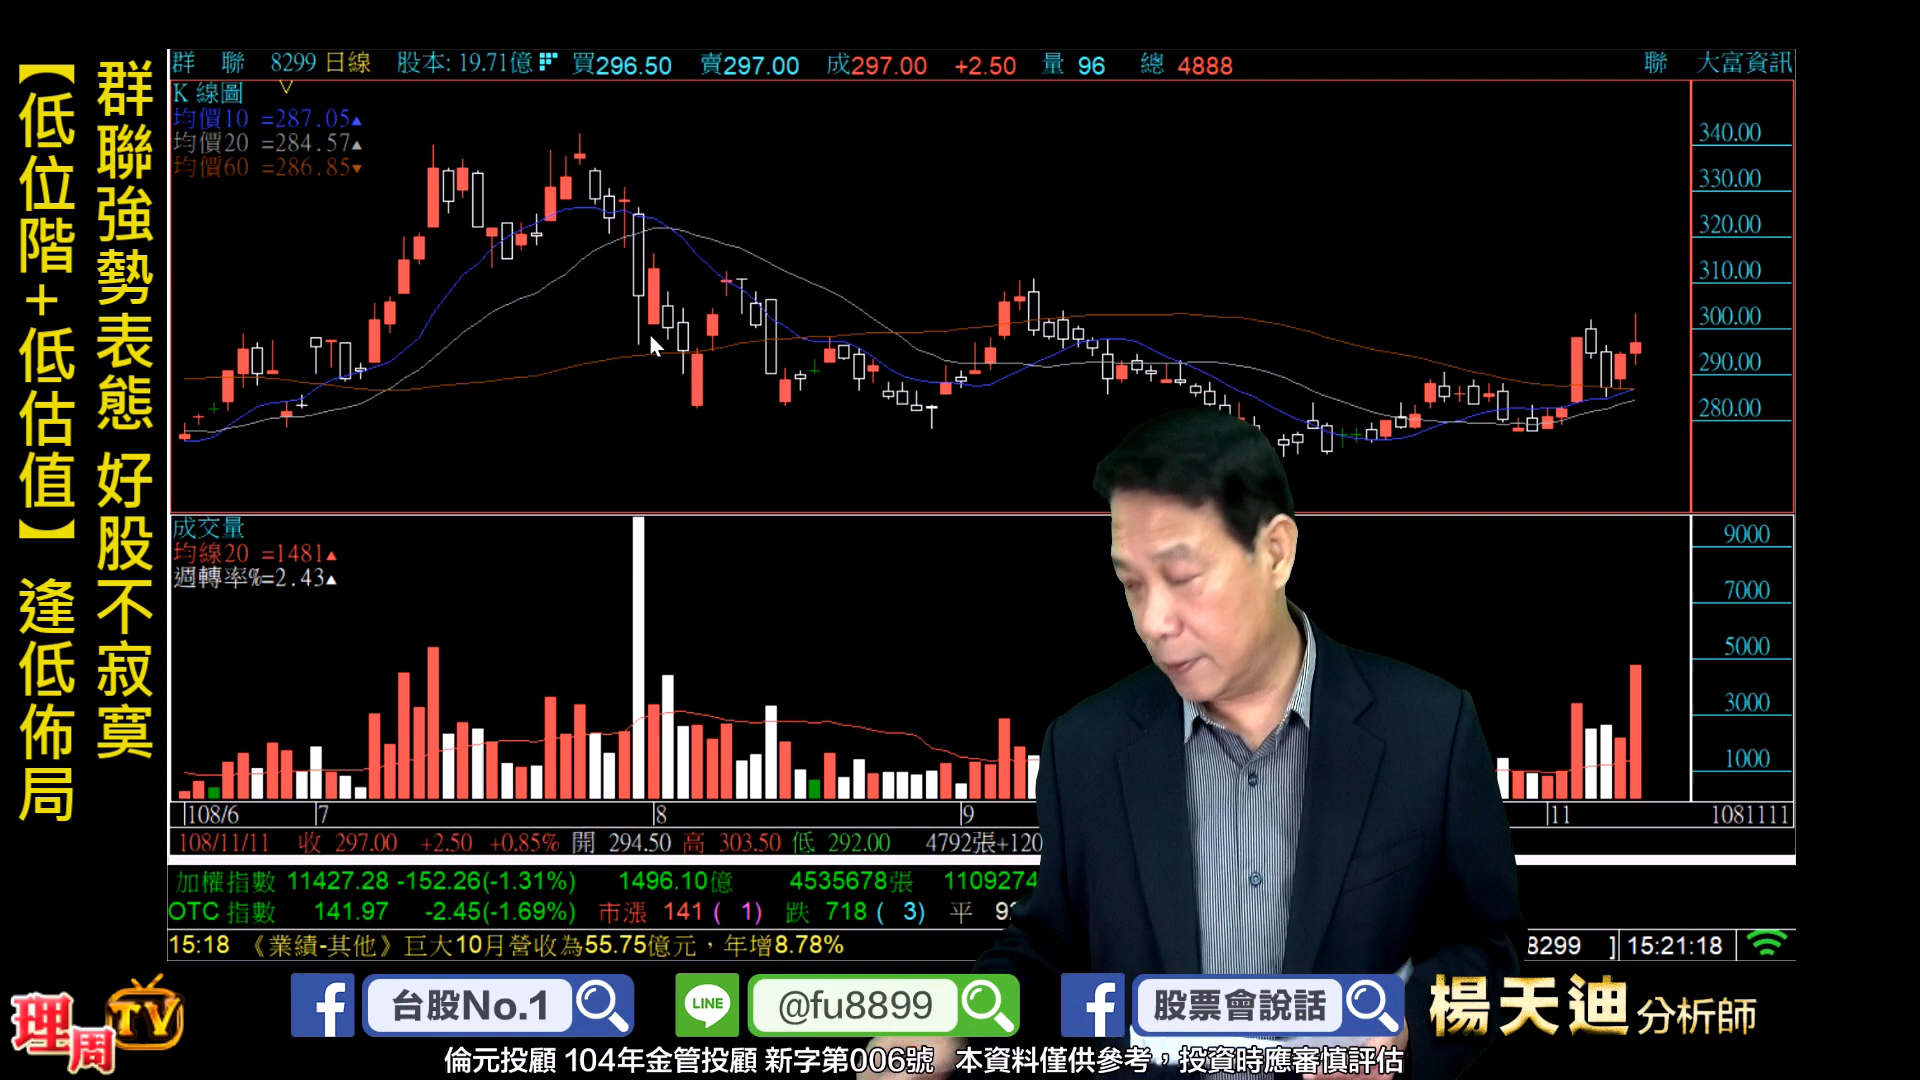 【低位階+低估值】逢低佈局
群聯強勢表態 好股不寂寞
群 聯 8299 日線 股本: 19.71億 買296.50 賣297.00 成297.00 +2.50 量 96 總 4888 聯 大富資訊
K 線圖
均價10 =287.05▲
均價20 =284.57▲
均價60 =286.85▼
340.00
330.00
320.00
310.00
300.00
290.00
280.00
成交量
均線20 =1481▲
週轉率%=2.43▲
9000
7000
5000
3000
1000
108/6 7 8 9 11 1081111
108/11/11 收 297.00 +2.50 +0.85% 開 294.50 高 303.50 低 292.00 4792張+120
加權指數 11427.28 -152.26(-1.31%) 1496.10億 4535678張 1109274
OTC 指數 141.97 -2.45(-1.69%) 市漲 141 ( 1) 跌 718 ( 3) 平
15:18 《業績-其他》巨大10月營收為55.75億元，年增8.78% 8299 ] 15:21:18
理周TV
f 台股No.1 LINE @fu8899 f 股票會說話 楊天迪 分析師
倫元投顧 104年金管投顧 新字第006號 本資料僅供參考，投資時應審慎評估